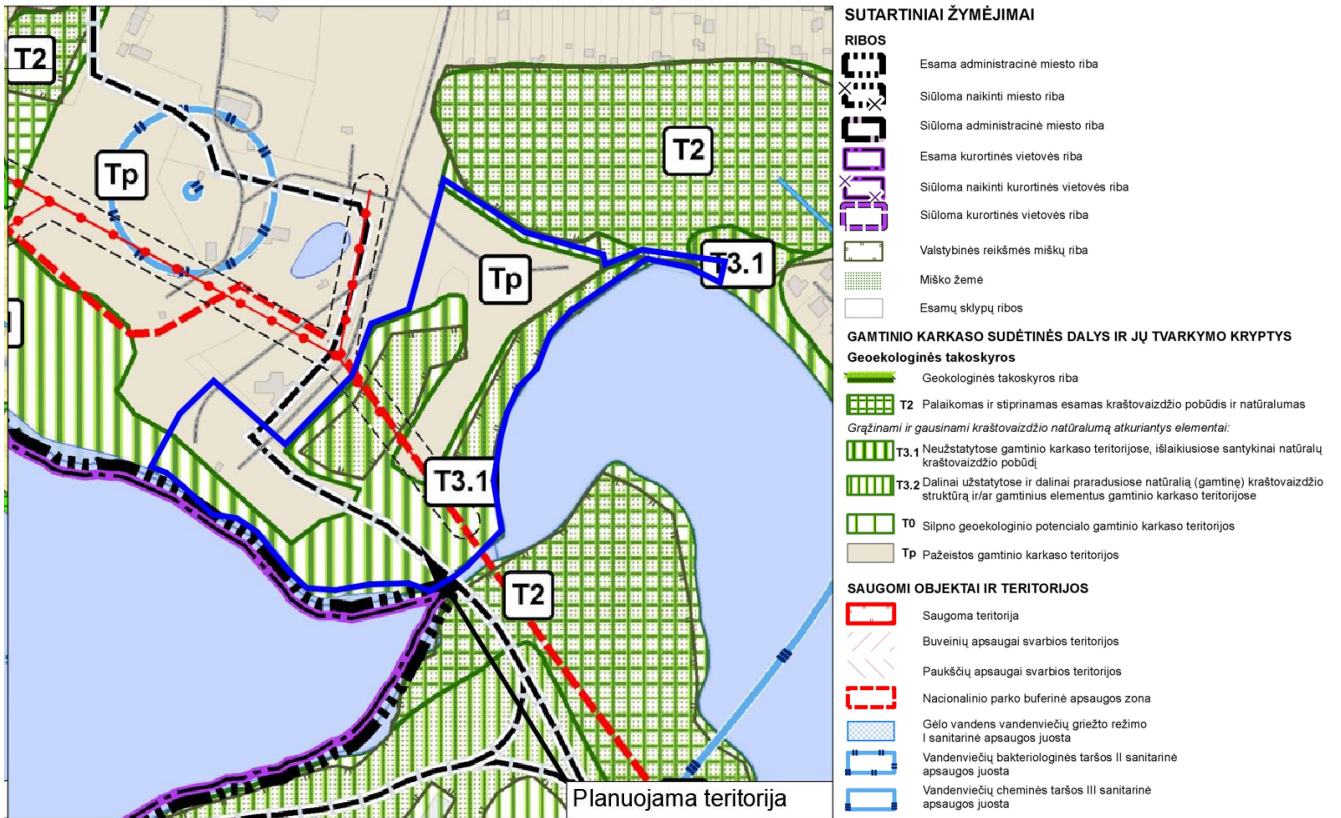 T2
Tp
T2
Tp
T3.1
T3.1
T2
Planuojama teritorija
SUTARTINIAI ŽYMĖJIMAI
RIBOS
Esama administracinė miesto riba
Siūloma naikinti miesto riba
Siūloma administracinė miesto riba
Esama kurortinės vietovės riba
Siūloma naikinti kurortinės vietovės riba
Siūloma kurortinės vietovės riba
Valstybinės reikšmės miškų riba
Miško žemė
Esamų sklypų ribos
GAMTINIO KARKASO SUDĖTINĖS DALYS IR JŲ TVARKYMO KRYPTYS
Geoekologinės takoskyros
Geokologinės takoskyros riba
T2 Palaikomas ir stiprinamas esamas kraštovaizdžio pobūdis ir natūralumas
Grąžinami ir gausinami kraštovaizdžio natūralumą atkuriantys elementai:
T3.1 Neužstatytose gamtinio karkaso teritorijose, išlaikiusiose santykinai natūralų
kraštovaizdžio pobūdį
T3.2 Dalinai užstatytose ir dalinai praradusiose natūralią (gamtinę) kraštovaizdžio
struktūrą ir/ar gamtinius elementus gamtinio karkaso teritorijose
T0 Silpno geoekologinio potencialo gamtinio karkaso teritorijos
Tp Pažeistos gamtinio karkaso teritorijos
SAUGOMI OBJEKTAI IR TERITORIJOS
Saugoma teritorija
Buveinių apsaugai svarbios teritorijos
Paukščių apsaugai svarbios teritorijos
Nacionalinio parko buferinė apsaugos zona
Gėlo vandens vandenviečių griežto režimo
I sanitarinė apsaugos juosta
Vandenviečių bakteriologinės taršos II sanitarinė
apsaugos juosta
Vandenviečių cheminės taršos III sanitarinė
apsaugos juosta